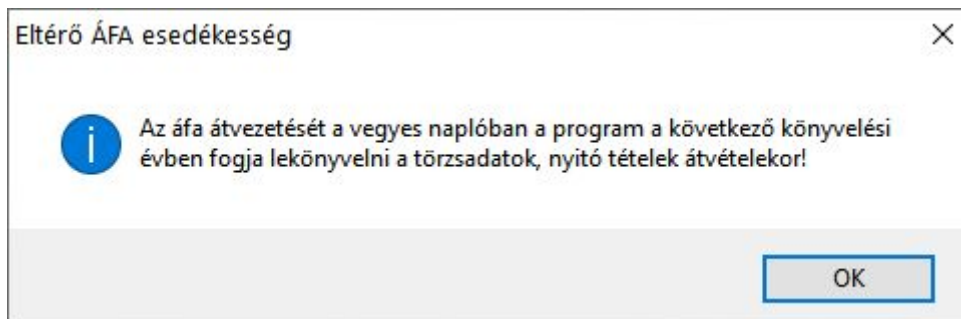 Eltérő ÁFA esedékesség
Az áfa átvezetését a vegyes naplóban a program a következő könyvelési
évben fogja lekönyvelni a törzsadatok, nyitó tételek átvételekor!
OK